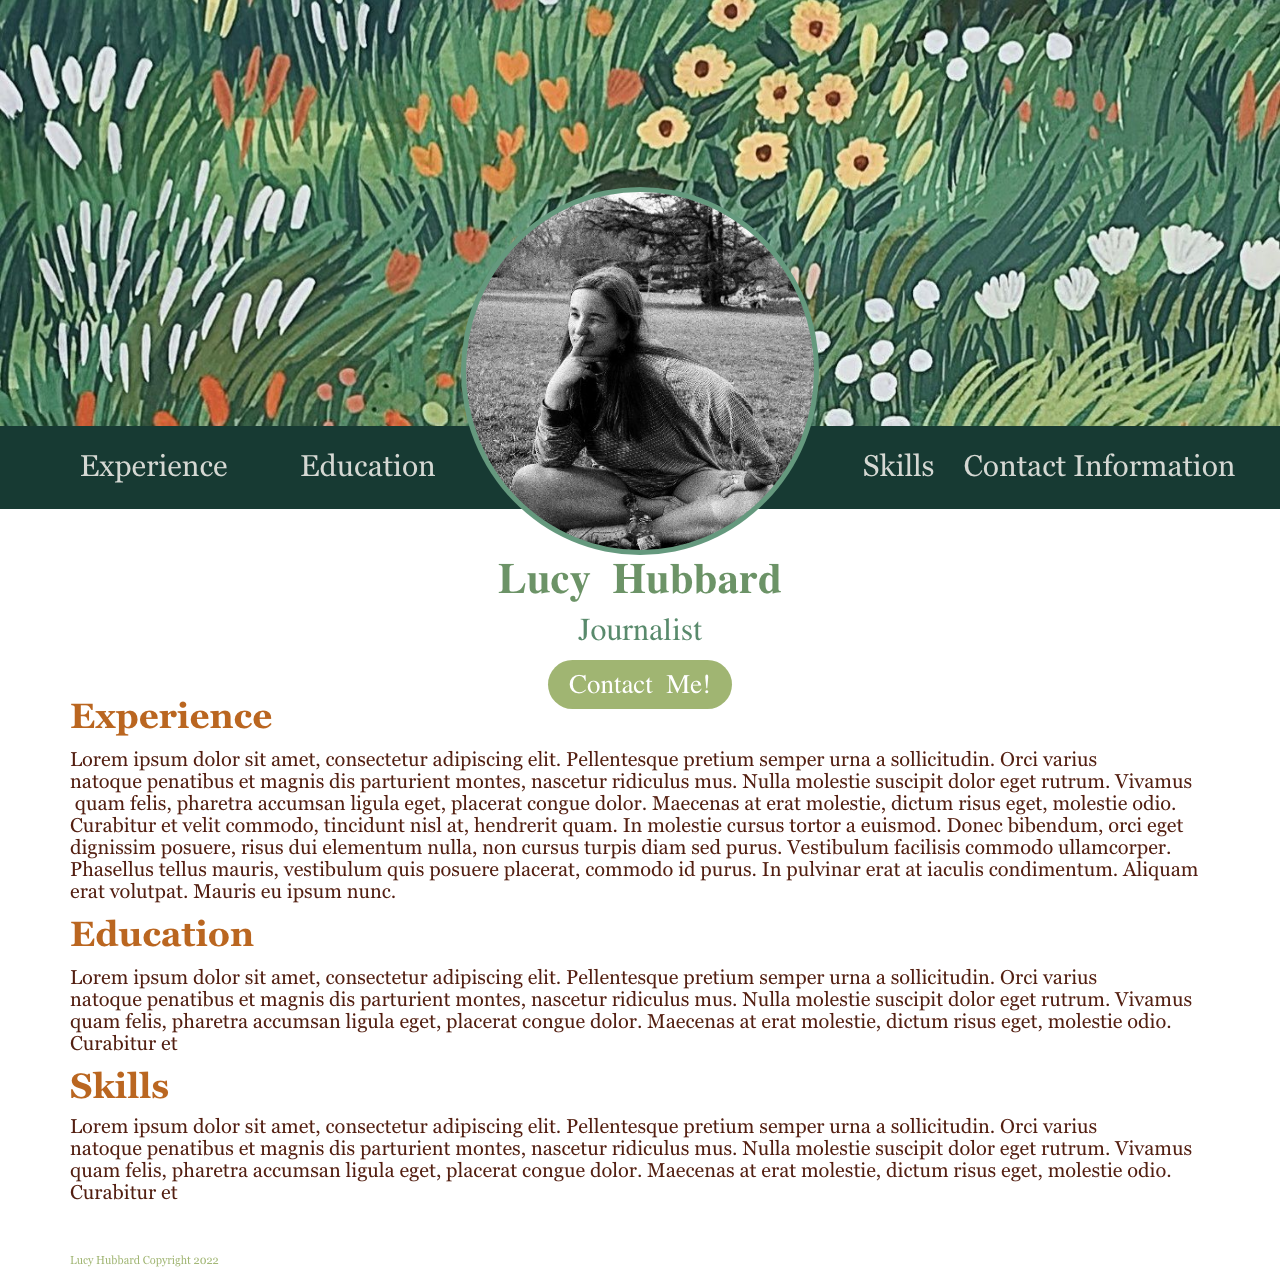 Experience Education Skills Contact Information
Lucy Hubbard
Journalist
Contact Me!
Experience
Lorem ipsum dolor sit amet, consectetur adipiscing elit. Pellentesque pretium semper urna a sollicitudin. Orci varius
natoque penatibus et magnis dis parturient montes, nascetur ridiculus mus. Nulla molestie suscipit dolor eget rutrum. Vivamus
quam felis, pharetra accumsan ligula eget, placerat congue dolor. Maecenas at erat molestie, dictum risus eget, molestie odio.
Curabitur et velit commodo, tincidunt nisl at, hendrerit quam. In molestie cursus tortor a euismod. Donec bibendum, orci eget
dignissim posuere, risus dui elementum nulla, non cursus turpis diam sed purus. Vestibulum facilisis commodo ullamcorper.
Phasellus tellus mauris, vestibulum quis posuere placerat, commodo id purus. In pulvinar erat at iaculis condimentum. Aliquam
erat volutpat. Mauris eu ipsum nunc.
Education
Lorem ipsum dolor sit amet, consectetur adipiscing elit. Pellentesque pretium semper urna a sollicitudin. Orci varius
natoque penatibus et magnis dis parturient montes, nascetur ridiculus mus. Nulla molestie suscipit dolor eget rutrum. Vivamus
quam felis, pharetra accumsan ligula eget, placerat congue dolor. Maecenas at erat molestie, dictum risus eget, molestie odio.
Curabitur et
Skills
Lorem ipsum dolor sit amet, consectetur adipiscing elit. Pellentesque pretium semper urna a sollicitudin. Orci varius
natoque penatibus et magnis dis parturient montes, nascetur ridiculus mus. Nulla molestie suscipit dolor eget rutrum. Vivamus
quam felis, pharetra accumsan ligula eget, placerat congue dolor. Maecenas at erat molestie, dictum risus eget, molestie odio.
Curabitur et
Lucy Hubbard Copyright 2022